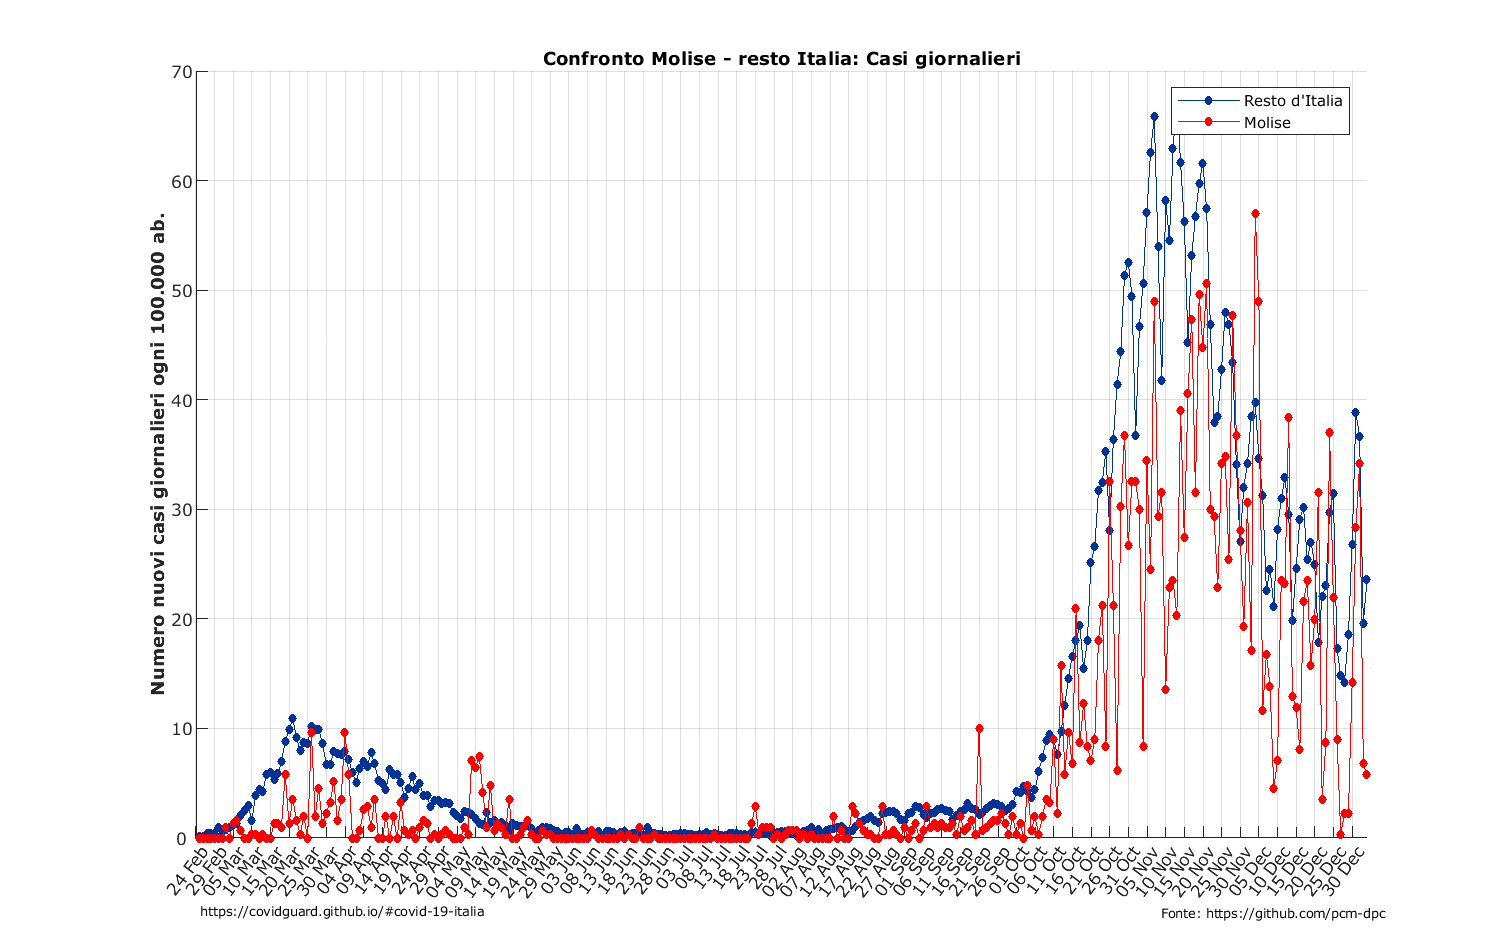 Confronto Molise - resto Italia: Casi giornalieri
Resto d'Italia
Molise
Numero nuovi casi giornalieri ogni 100.000 ab.
70
60
50
40
30
20
10
0
24 Feb
29 Feb
05 Mar
10 Mar
15 Mar
20 Mar
25 Mar
30 Mar
04 Apr
09 Apr
14 Apr
19 Apr
24 Apr
29 Apr
04 May
09 May
14 May
19 May
24 May
29 May
03 Jun
08 Jun
13 Jun
18 Jun
23 Jun
28 Jun
03 Jul
08 Jul
13 Jul
18 Jul
23 Jul
28 Jul
02 Aug
07 Aug
12 Aug
17 Aug
22 Aug
27 Aug
01 Sep
06 Sep
11 Sep
16 Sep
21 Sep
26 Sep
01 Oct
06 Oct
11 Oct
16 Oct
21 Oct
26 Oct
31 Oct
05 Nov
10 Nov
15 Nov
20 Nov
25 Nov
30 Nov
05 Dec
10 Dec
15 Dec
20 Dec
25 Dec
30 Dec
https://covidguard.github.io/#covid-19-italia
Fonte: https://github.com/pcm-dpc